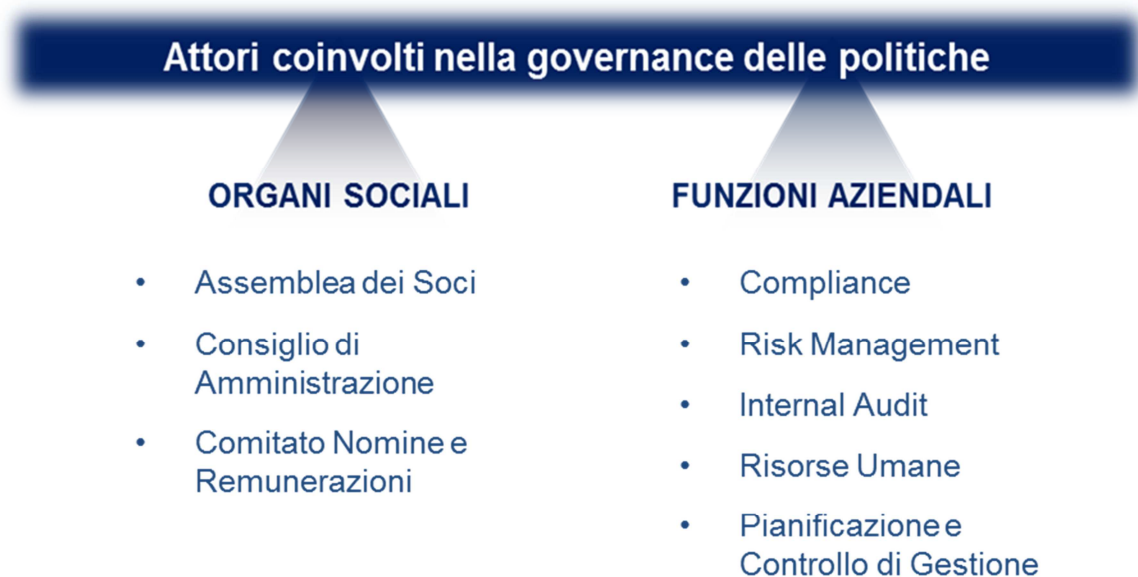 Attori coinvolti nella governance delle politiche
ORGANI SOCIALI
• Assemblea dei Soci
• Consiglio di
Amministrazione
• Comitato Nomine e
Remunerazioni
FUNZIONI AZIENDALI
• Compliance
• Risk Management
• Internal Audit
• Risorse Umane
• Pianificazione e
Controllo di Gestione